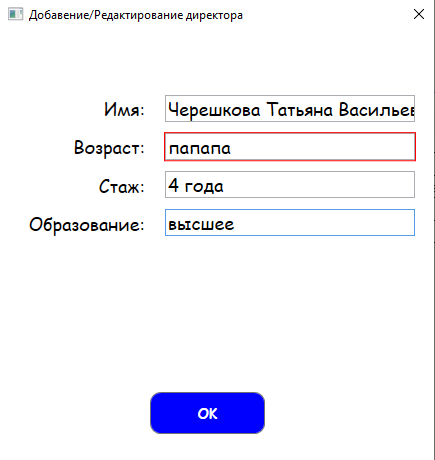 Добавение/Редактирование директора
Имя: Черешкова Татьяна Васильев
Возраст: папапа
Стаж: 4 года
Образование: высшее
OK